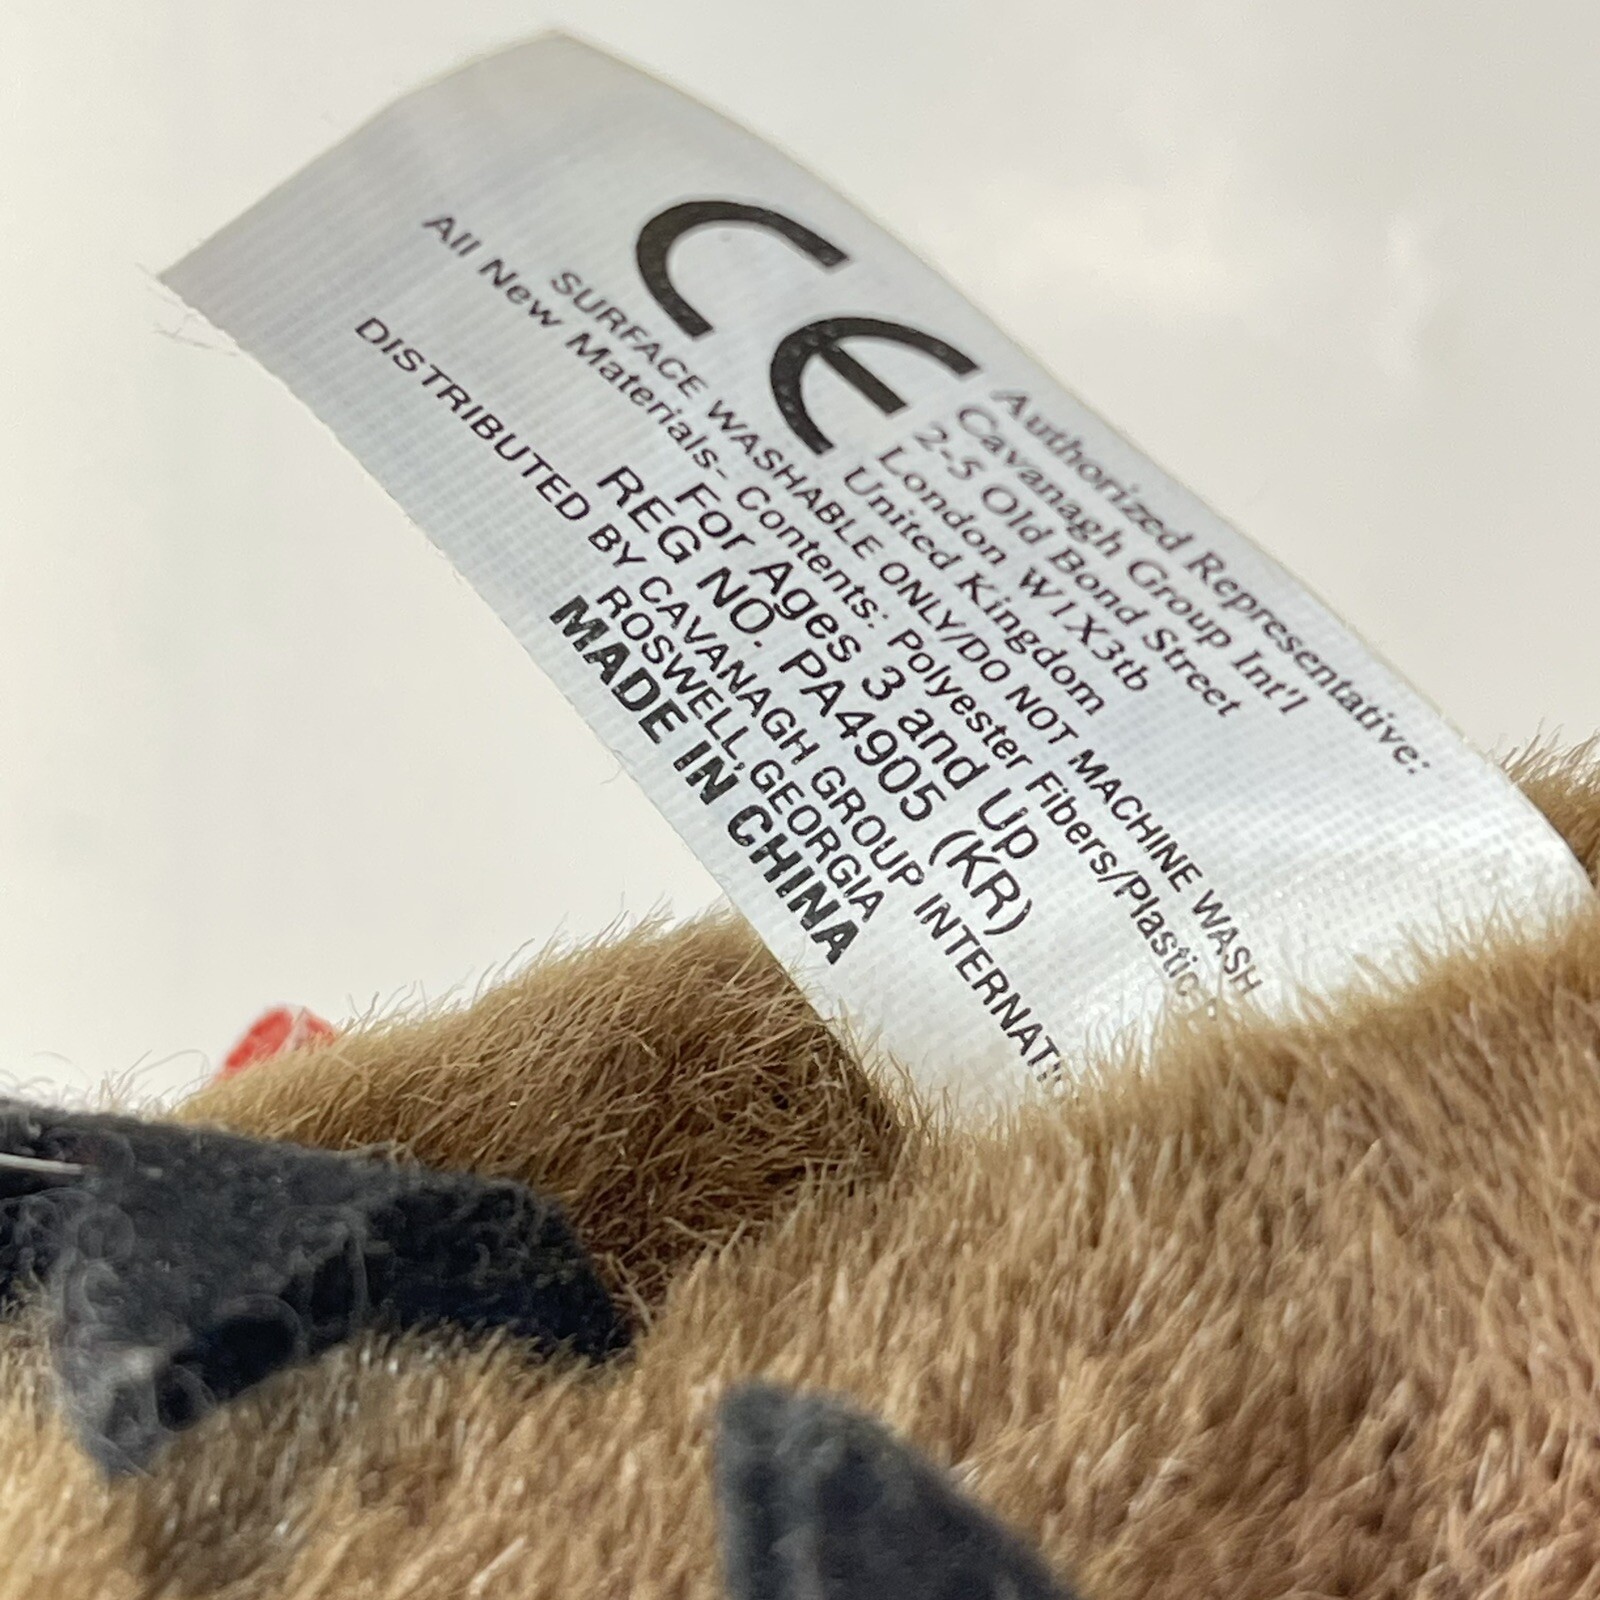 CE
Authorized Representative:
Cavanagh Group Int'l
2-5 Old Bond Street
London W1X3tb
United Kingdom
SURFACE WASHABLE ONLY/DO NOT MACHINE WASH
All New Materials- Contents: Polyester Fibers/Plastic
For Ages 3 and Up
REG NO. PA4905 (KR)
DISTRIBUTED BY CAVANAGH GROUP INTERNATI
ROSWELL, GEORGIA
MADE IN CHINA